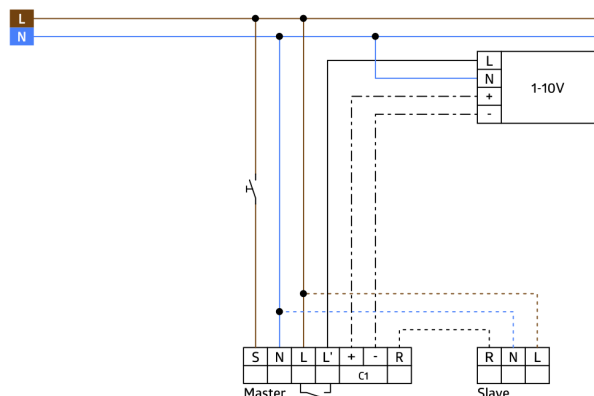 L
N
L
N
+
-
1-10V
S N L L' + - R
C1
R N L
Master
Slave